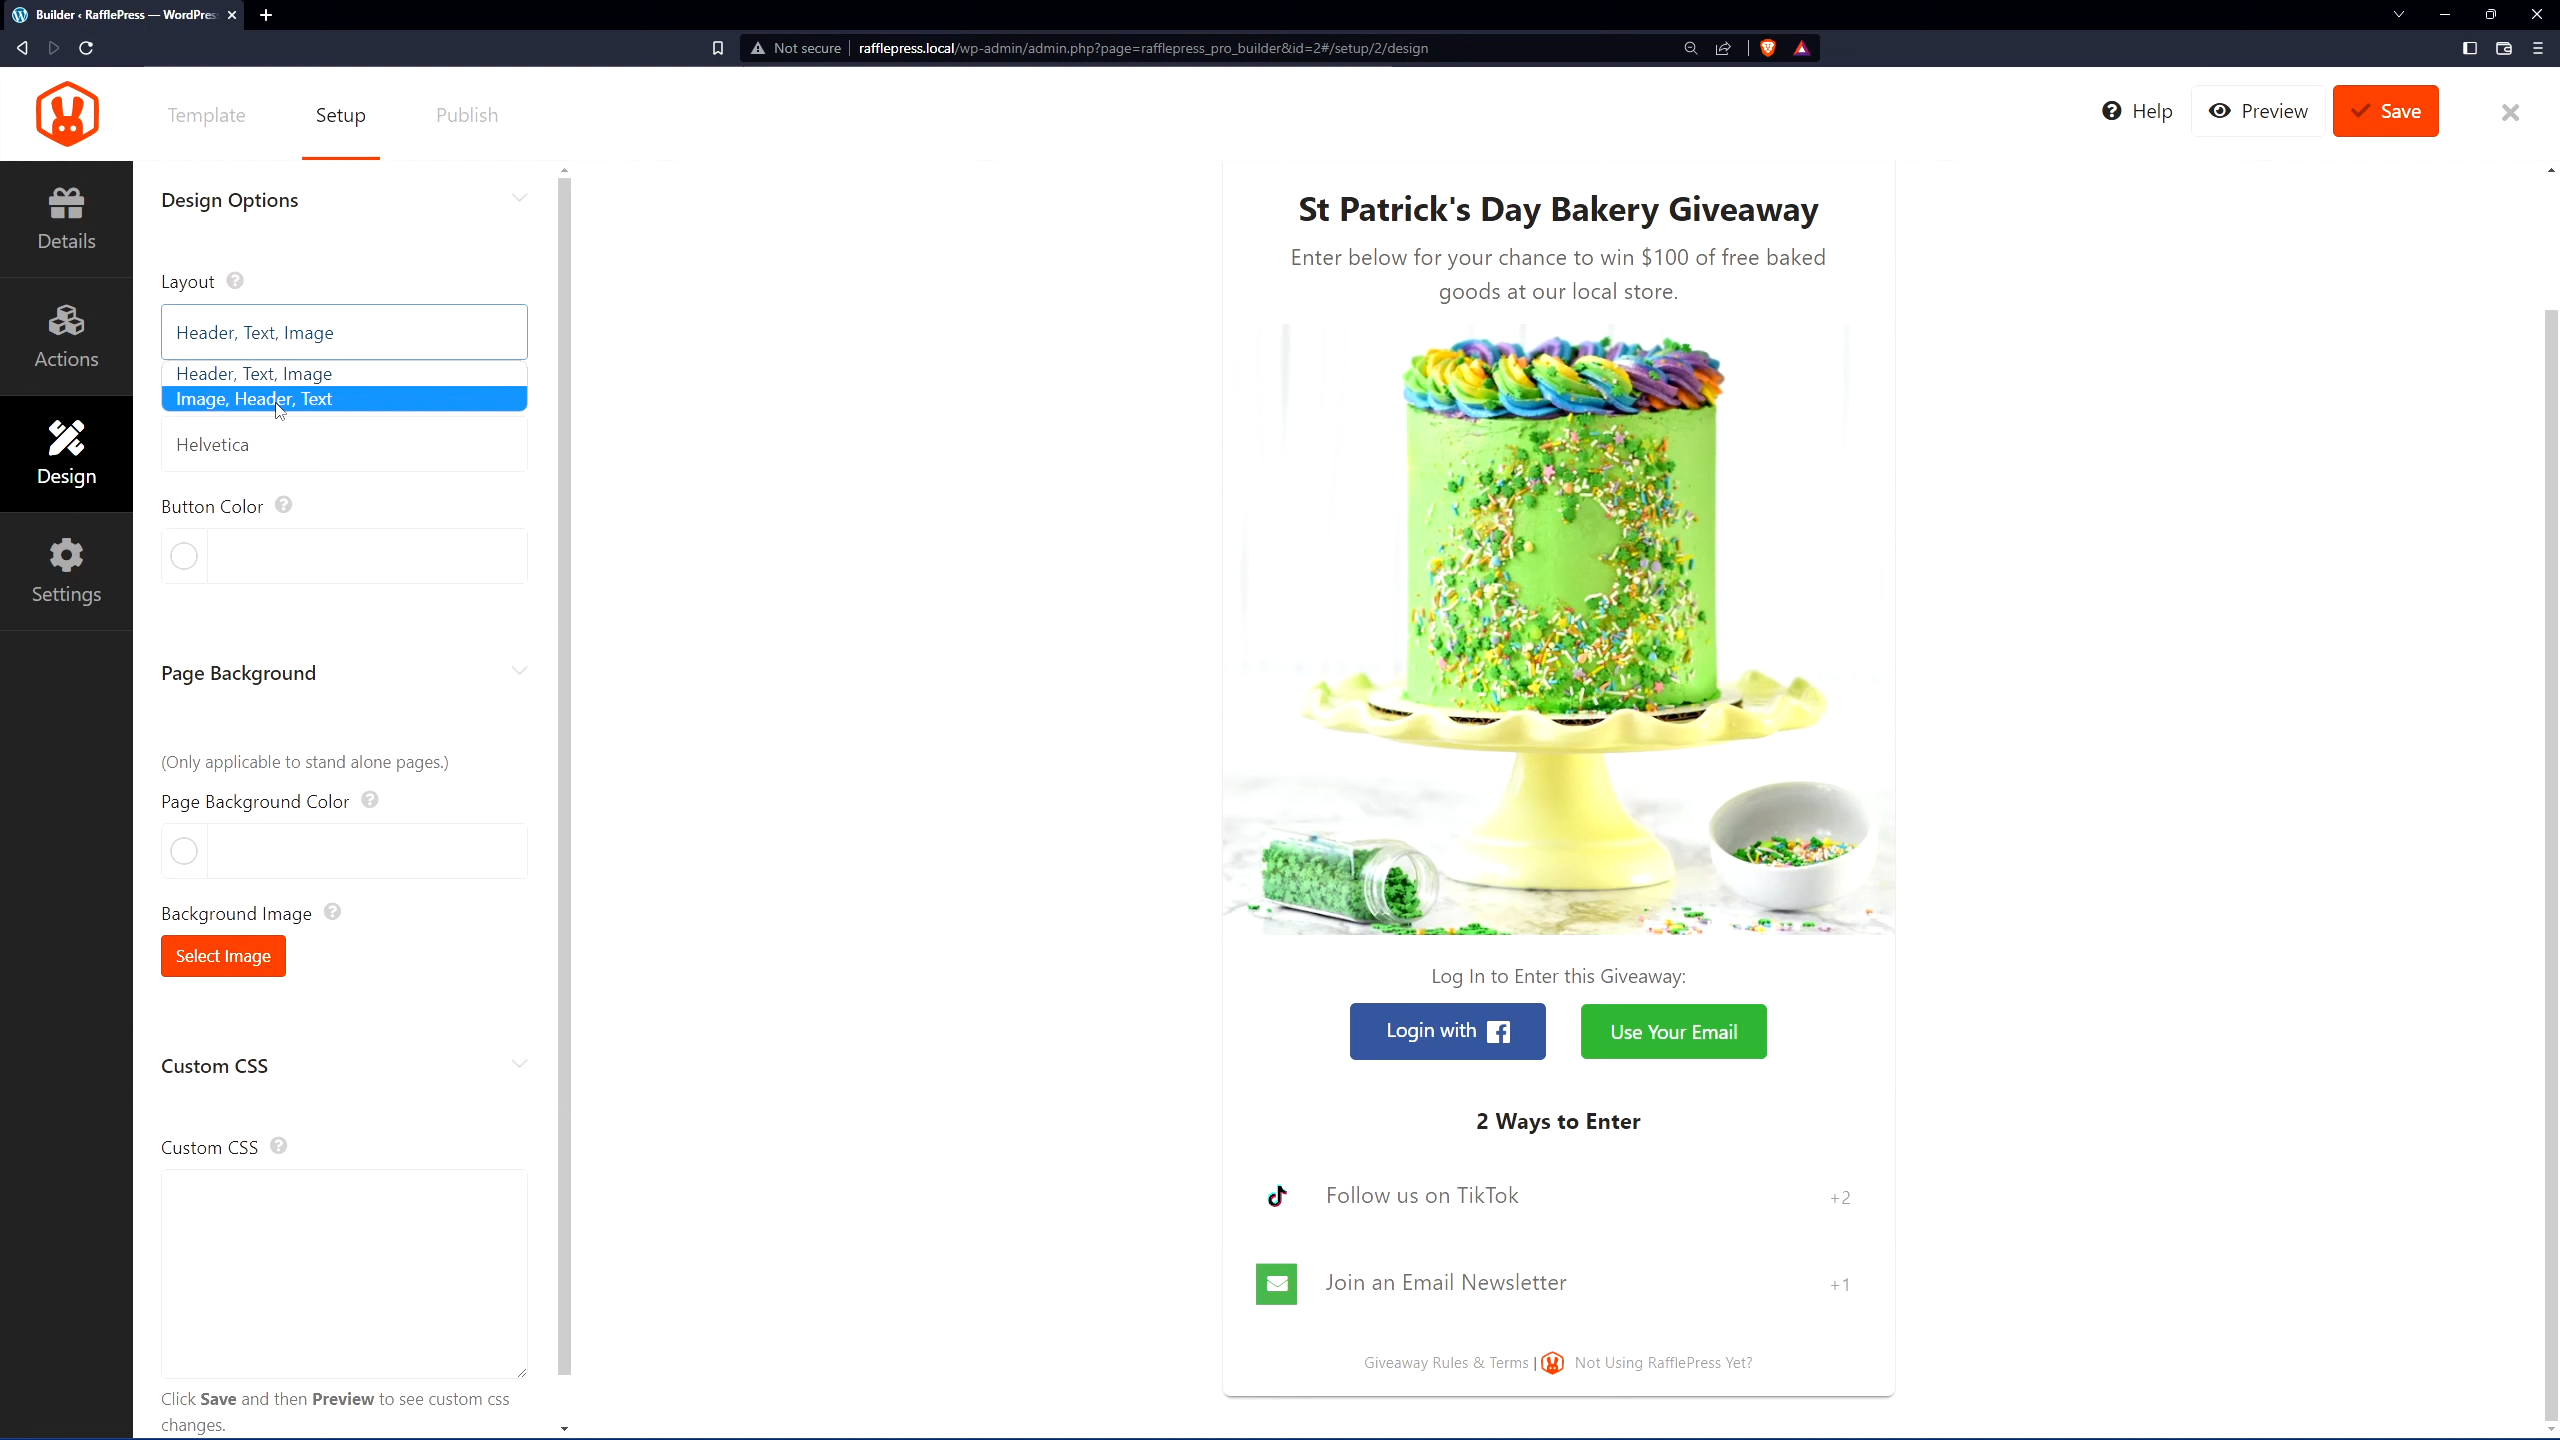 Builder ‹ RafflePress — WordPres
Not secure
rafflepress.local/wp-admin/admin.php?page=rafflepress_pro_builder&id=2#/setup/2/design
Template
Setup
Publish
Help
Preview
Save
Details
Actions
Design
Settings
Design Options
Layout
Header, Text, Image
Header, Text, Image
Image, Header, Text
Helvetica
Button Color
Page Background
(Only applicable to stand alone pages.)
Page Background Color
Background Image
Select Image
Custom CSS
Custom CSS
Click Save and then Preview to see custom css
changes.
St Patrick's Day Bakery Giveaway
Enter below for your chance to win $100 of free baked
goods at our local store.
Log In to Enter this Giveaway:
Login with
Use Your Email
2 Ways to Enter
Follow us on TikTok
+2
Join an Email Newsletter
+1
Giveaway Rules & Terms | Not Using RafflePress Yet?